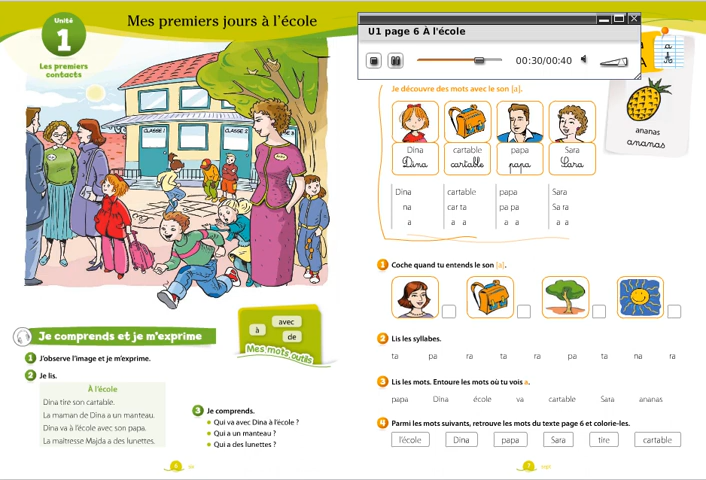 Unité
1
Les premiers
contacts
Mes premiers jours à l'école
CLASSE 1
CLASSE 2
Je comprends et je m'exprime
1 J'observe l'image et je m'exprime.
2 Je lis.
À l'école
Dina tire son cartable.
La maman de Dina a un manteau.
Dina va à l'école avec son papa.
La maîtresse Majda a des lunettes.
à
avec
de
Mes mots outils
3 Je comprends.
Qui va avec Dina à l'école ?
Qui a un manteau ?
Qui a des lunettes ?
6
six
U1 page 6 À l'école
00:30/00:40
a
ananas
ananas
Je découvre des mots avec le son [a].
Dina cartable papa Sara
Dina cartable papa Sara
Dina cartable papa Sara
na car ta pa pa Sa ra
a a a a a a a
1 Coche quand tu entends le son [a].
2 Lis les syllabes.
ta pa ra ta ra pa ta na ra
3 Lis les mots. Entoure les mots où tu vois a.
papa Dina école va cartable Sara ananas
4 Parmi les mots suivants, retrouve les mots du texte page 6 et colorie-les.
l'école Dina papa Sara tire cartable
7
sept